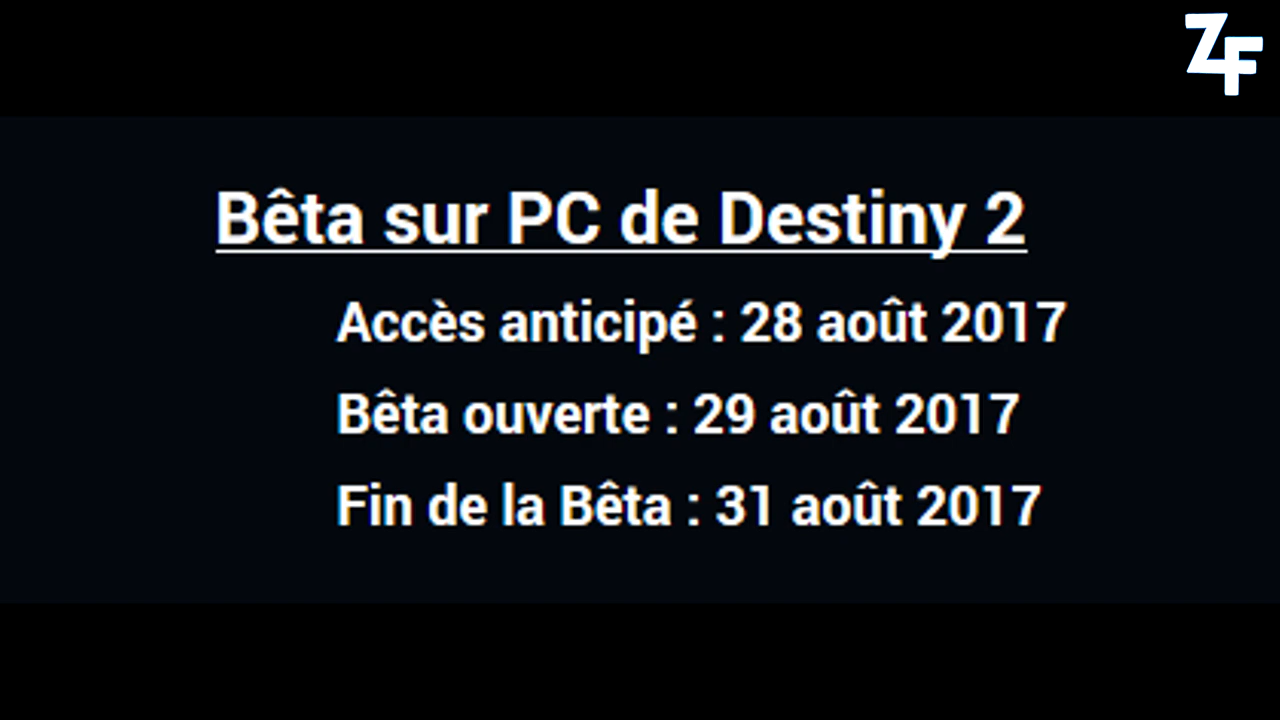 ZF
Bêta sur PC de Destiny 2
Accès anticipé : 28 août 2017
Bêta ouverte : 29 août 2017
Fin de la Bêta : 31 août 2017